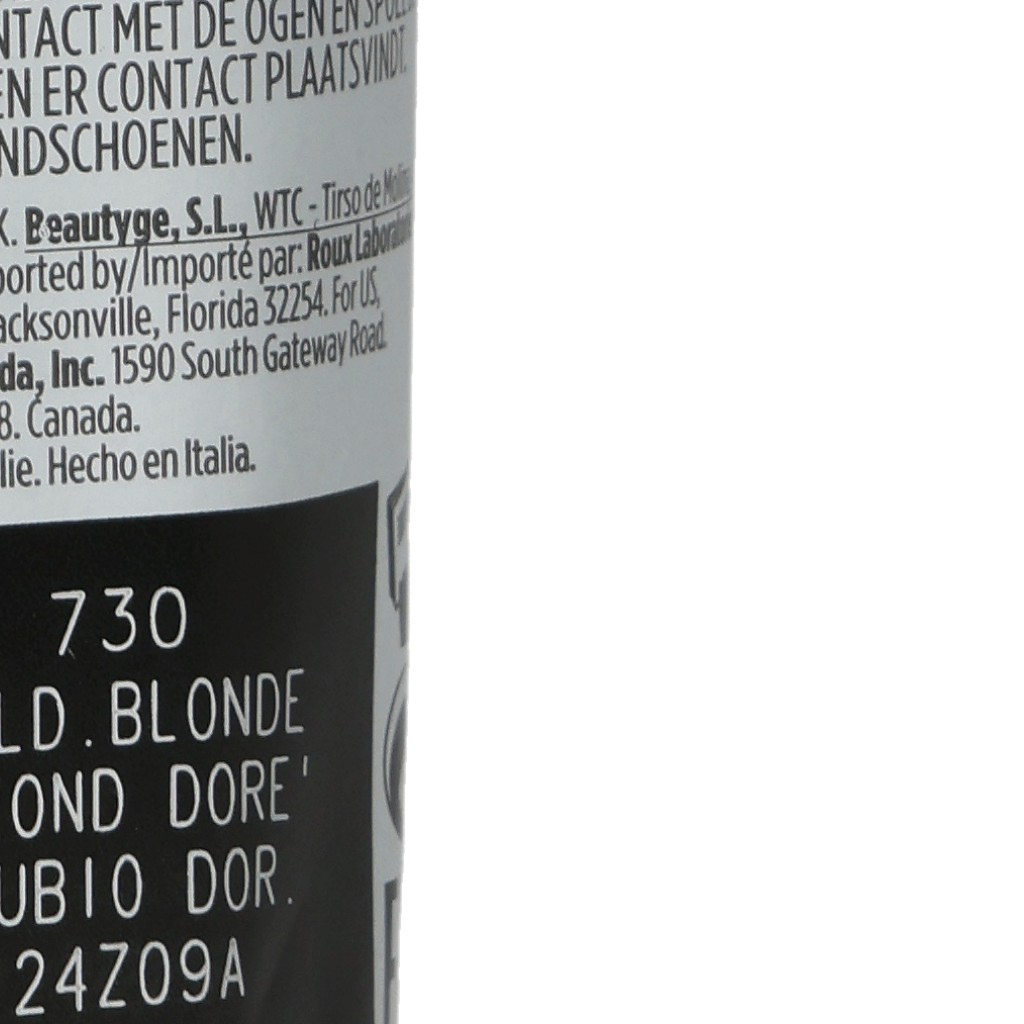 NTACT MET DE OGEN EN SPOE
EN ER CONTACT PLAATSVINDT.
NDSCHOENEN.
K. Beautyge, S.L., WTC - Tirso de Molina
ported by/Importé par: Roux Laboratories
acksonville, Florida 32254. For US,
da, Inc. 1590 South Gateway Road.
8. Canada.
lie. Hecho en Italia.
730
LD.BLONDE
OND DORE'
UBIO DOR.
24Z09A